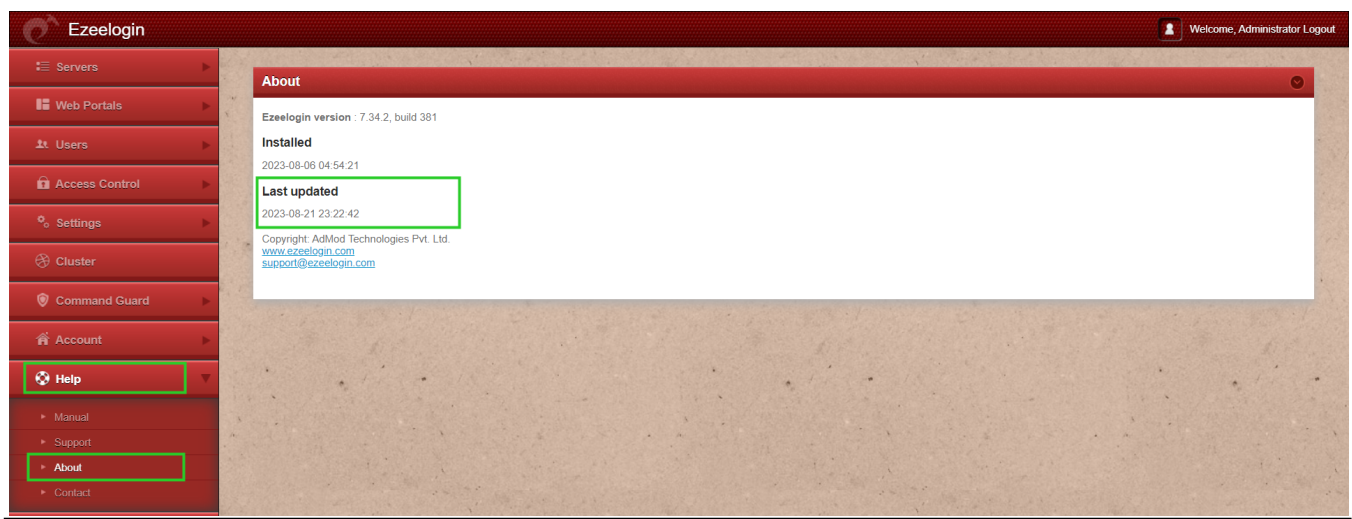 Ezeelogin
Welcome, Administrator Logout
Servers
Web Portals
Users
Access Control
Settings
Cluster
Command Guard
Account
Help
Manual
Support
About
Contact
About
Ezeelogin version : 7.34.2, build 381
Installed
2023-08-06 04:54:21
Last updated
2023-08-21 23:22:42
Copyright: AdMod Technologies Pvt. Ltd.
www.ezeelogin.com
support@ezeelogin.com